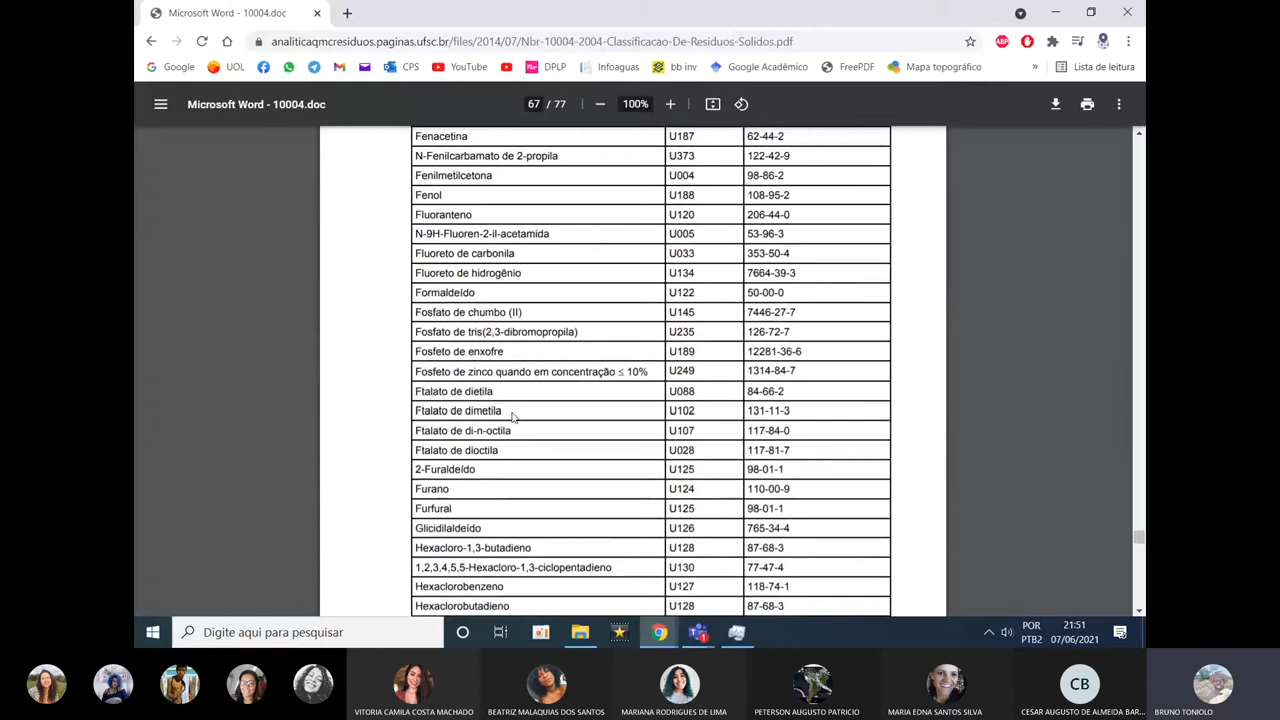 Microsoft Word - 10004.doc
analiticaqmcresiduos.paginas.ufsc.br/files/2014/07/Nbr-10004-2004-Classificacao-De-Residuos-Solidos.pdf
ABP
Google UOL CPS YouTube DPLP Infoaguas bb inv Google Acadêmico FreePDF Mapa topográfico » Lista de leitura
Microsoft Word - 10004.doc 67 / 77 100%
Fenacetina U187 62-44-2
N-Fenilcarbamato de 2-propila U373 122-42-9
Fenilmetilcetona U004 98-86-2
Fenol U188 108-95-2
Fluoranteno U120 206-44-0
N-9H-Fluoren-2-il-acetamida U005 53-96-3
Fluoreto de carbonila U033 353-50-4
Fluoreto de hidrogênio U134 7664-39-3
Formaldeído U122 50-00-0
Fosfato de chumbo (II) U145 7446-27-7
Fosfato de tris(2,3-dibromopropila) U235 126-72-7
Fosfeto de enxofre U189 12281-36-6
Fosfeto de zinco quando em concentração ≤ 10% U249 1314-84-7
Ftalato de dietila U088 84-66-2
Ftalato de dimetila U102 131-11-3
Ftalato de di-n-octila U107 117-84-0
Ftalato de dioctila U028 117-81-7
2-Furaldeído U125 98-01-1
Furano U124 110-00-9
Furfural U125 98-01-1
Glicidilaldeído U126 765-34-4
Hexacloro-1,3-butadieno U128 87-68-3
1,2,3,4,5,5-Hexacloro-1,3-ciclopentadieno U130 77-47-4
Hexaclorobenzeno U127 118-74-1
Hexaclorobutadieno U128 87-68-3
Digite aqui para pesquisar
POR 21:51
PTB2 07/06/2021
CB
VITORIA CAMILA COSTA MACHADO BEATRIZ MALAQUIAS DOS SANTOS MARIANA RODRIGUES DE LIMA PETERSON AUGUSTO PATRICIO MARIA EDNA SANTOS SILVA CESAR AUGUSTO DE ALMEIDA BAR... BRUNO TONIOLO